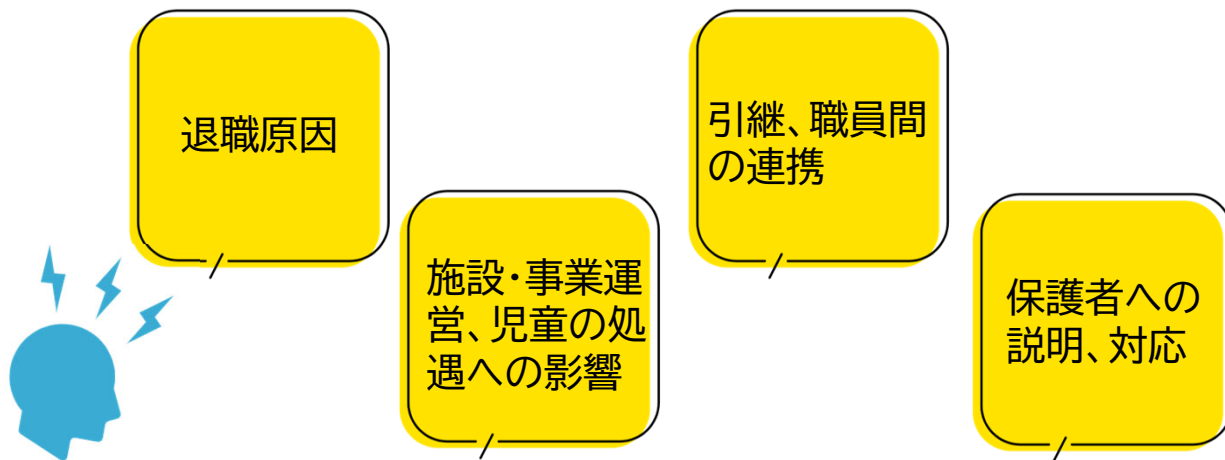 退職原因
施設・事業運
営、児童の処
遇への影響
引継、職員間
の連携
保護者への
説明、対応